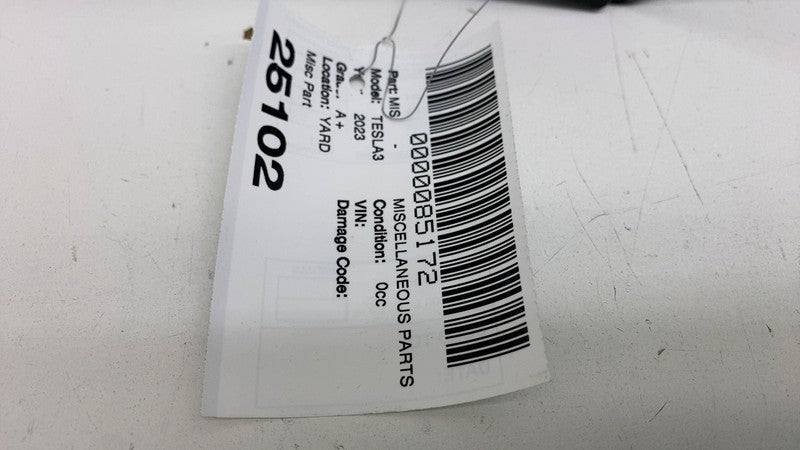 0000085172
Part: MIS - MISCELLANEOUS PARTS
Model: TESLA3 Condition: 0cc
2023 VIN:
A+ Damage Code:
Location: YARD
Misc Part
25102